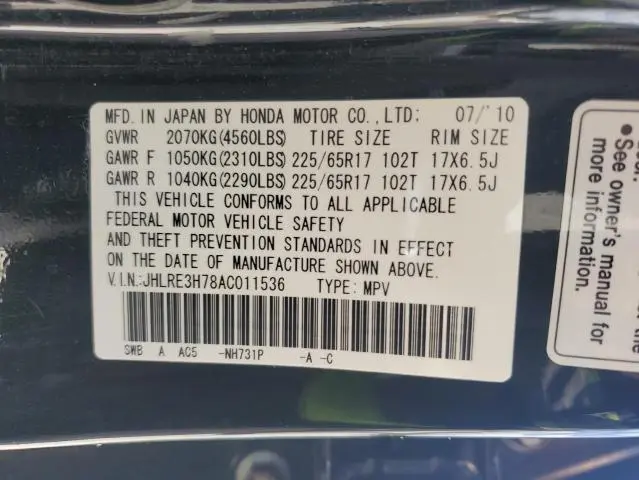 MFD. IN JAPAN BY HONDA MOTOR CO.,LTD: 07/'10
GVWR 2070KG(4560LBS) TIRE SIZE RIM SIZE
GAWR F 1050KG(2310LBS) 225/65R17 102T 17X6.5J
GAWR R 1040KG(2290LBS) 225/65R17 102T 17X6.5J
THIS VEHICLE CONFORMS TO ALL APPLICABLE
FEDERAL MOTOR VEHICLE SAFETY
AND THEFT PREVENTION STANDARDS IN EFFECT
ON THE DATE OF MANUFACTURE SHOWN ABOVE.
V.I.N.:JHLRE3H78AC011536 TYPE: MPV
SWB A AC5 -NH731P -A -C
•See owner's
manual for
more information.